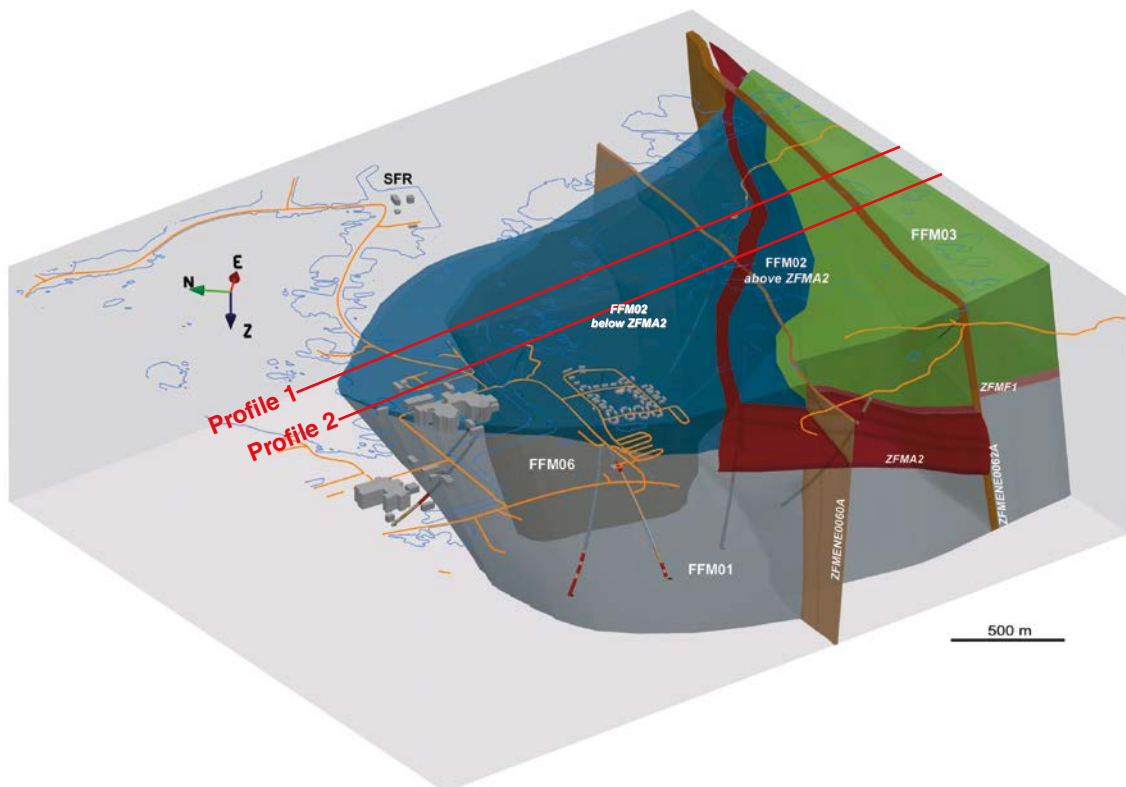 SFR
N
E
Z
FFM03
FFM02
above ZFMA2
FFM02
below ZFMA2
Profile 1
Profile 2
ZFMF1
FFM06
ZFMA2
ZFMENE0062A
ZFMENE0060A
FFM01
500 m